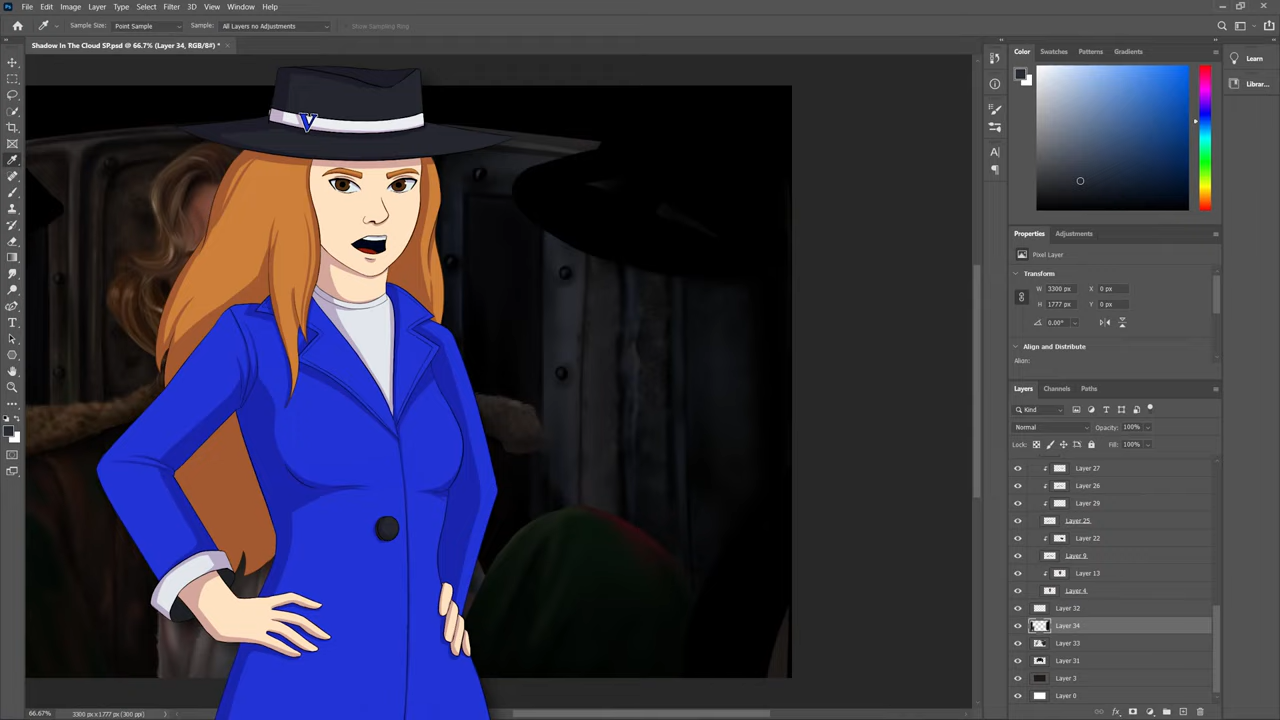 File Edit Image Layer Type Select Filter 3D View Window Help
Sample Size: Point Sample Sample: All Layers no Adjustments Show Sampling Ring
Shadow In The Cloud SP.psd @ 66.7% (Layer 34, RGB/8#) *
V
Color Swatches Patterns Gradients
Learn
Librar...
Properties Adjustments
Pixel Layer
Transform
W 3300 px X 0 px
H 1777 px Y 0 px
0.00°
Align and Distribute
Align:
Layers Channels Paths
Kind
Normal Opacity: 100%
Lock: Fill: 100%
Layer 27
Layer 26
Layer 29
Layer 25
Layer 22
Layer 9
Layer 13
Layer 4
Layer 32
Layer 34
Layer 33
Layer 31
Layer 3
Layer 0
66.67% 3300 px x 1777 px (300 ppi)